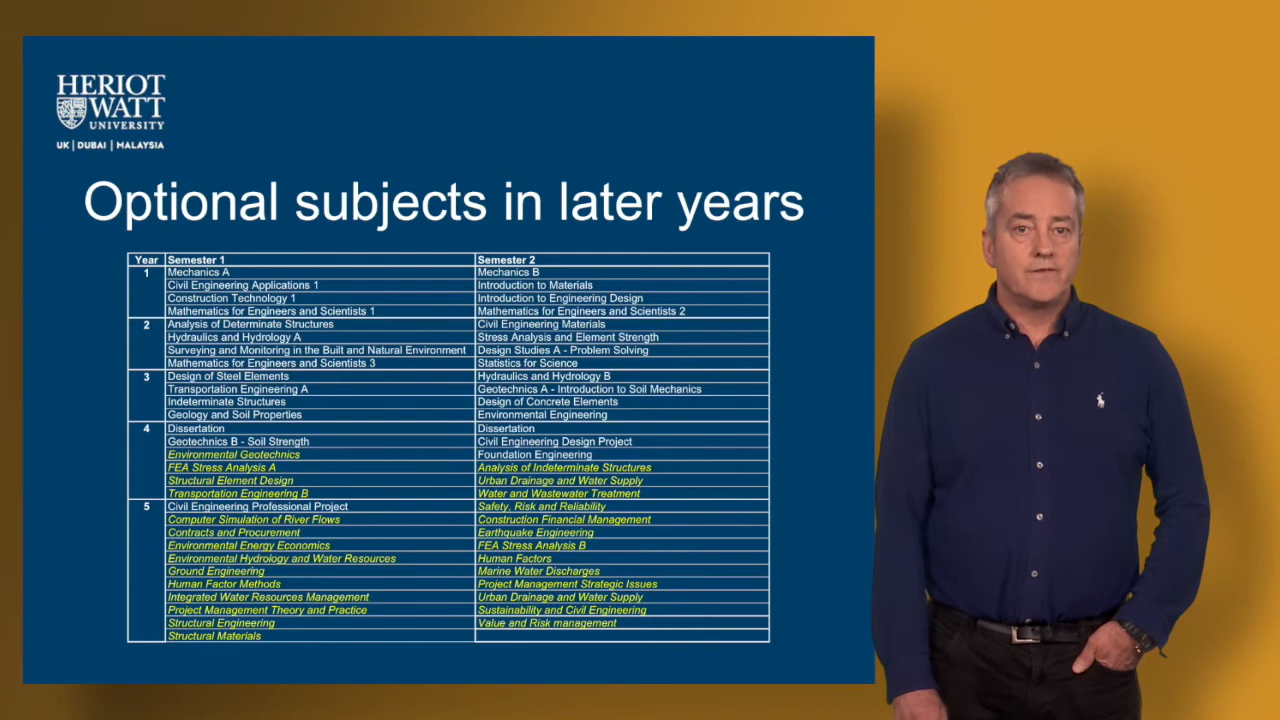 HERIOT
WATT
UNIVERSITY
UK | DUBAI | MALAYSIA
Optional subjects in later years
Year Semester 1 Semester 2
1 Mechanics A Mechanics B
Civil Engineering Applications 1 Introduction to Materials
Construction Technology 1 Introduction to Engineering Design
Mathematics for Engineers and Scientists 1 Mathematics for Engineers and Scientists 2
2 Analysis of Determinate Structures Civil Engineering Materials
Hydraulics and Hydrology A Stress Analysis and Element Strength
Surveying and Monitoring in the Built and Natural Environment Design Studies A - Problem Solving
Mathematics for Engineers and Scientists 3 Statistics for Science
3 Design of Steel Elements Hydraulics and Hydrology B
Transportation Engineering A Geotechnics A - Introduction to Soil Mechanics
Indeterminate Structures Design of Concrete Elements
Geology and Soil Properties Environmental Engineering
4 Dissertation Dissertation
Geotechnics B - Soil Strength Civil Engineering Design Project
Environmental Geotechnics Foundation Engineering
FEA Stress Analysis A Analysis of Indeterminate Structures
Structural Element Design Urban Drainage and Water Supply
Transportation Engineering B Water and Wastewater Treatment
5 Civil Engineering Professional Project Safety, Risk and Reliability
Computer Simulation of River Flows Construction Financial Management
Contracts and Procurement Earthquake Engineering
Environmental Energy Economics FEA Stress Analysis B
Environmental Hydrology and Water Resources Human Factors
Ground Engineering Marine Water Discharges
Human Factor Methods Project Management Strategic Issues
Integrated Water Resources Management Urban Drainage and Water Supply
Project Management Theory and Practice Sustainability and Civil Engineering
Structural Engineering Value and Risk management
Structural Materials